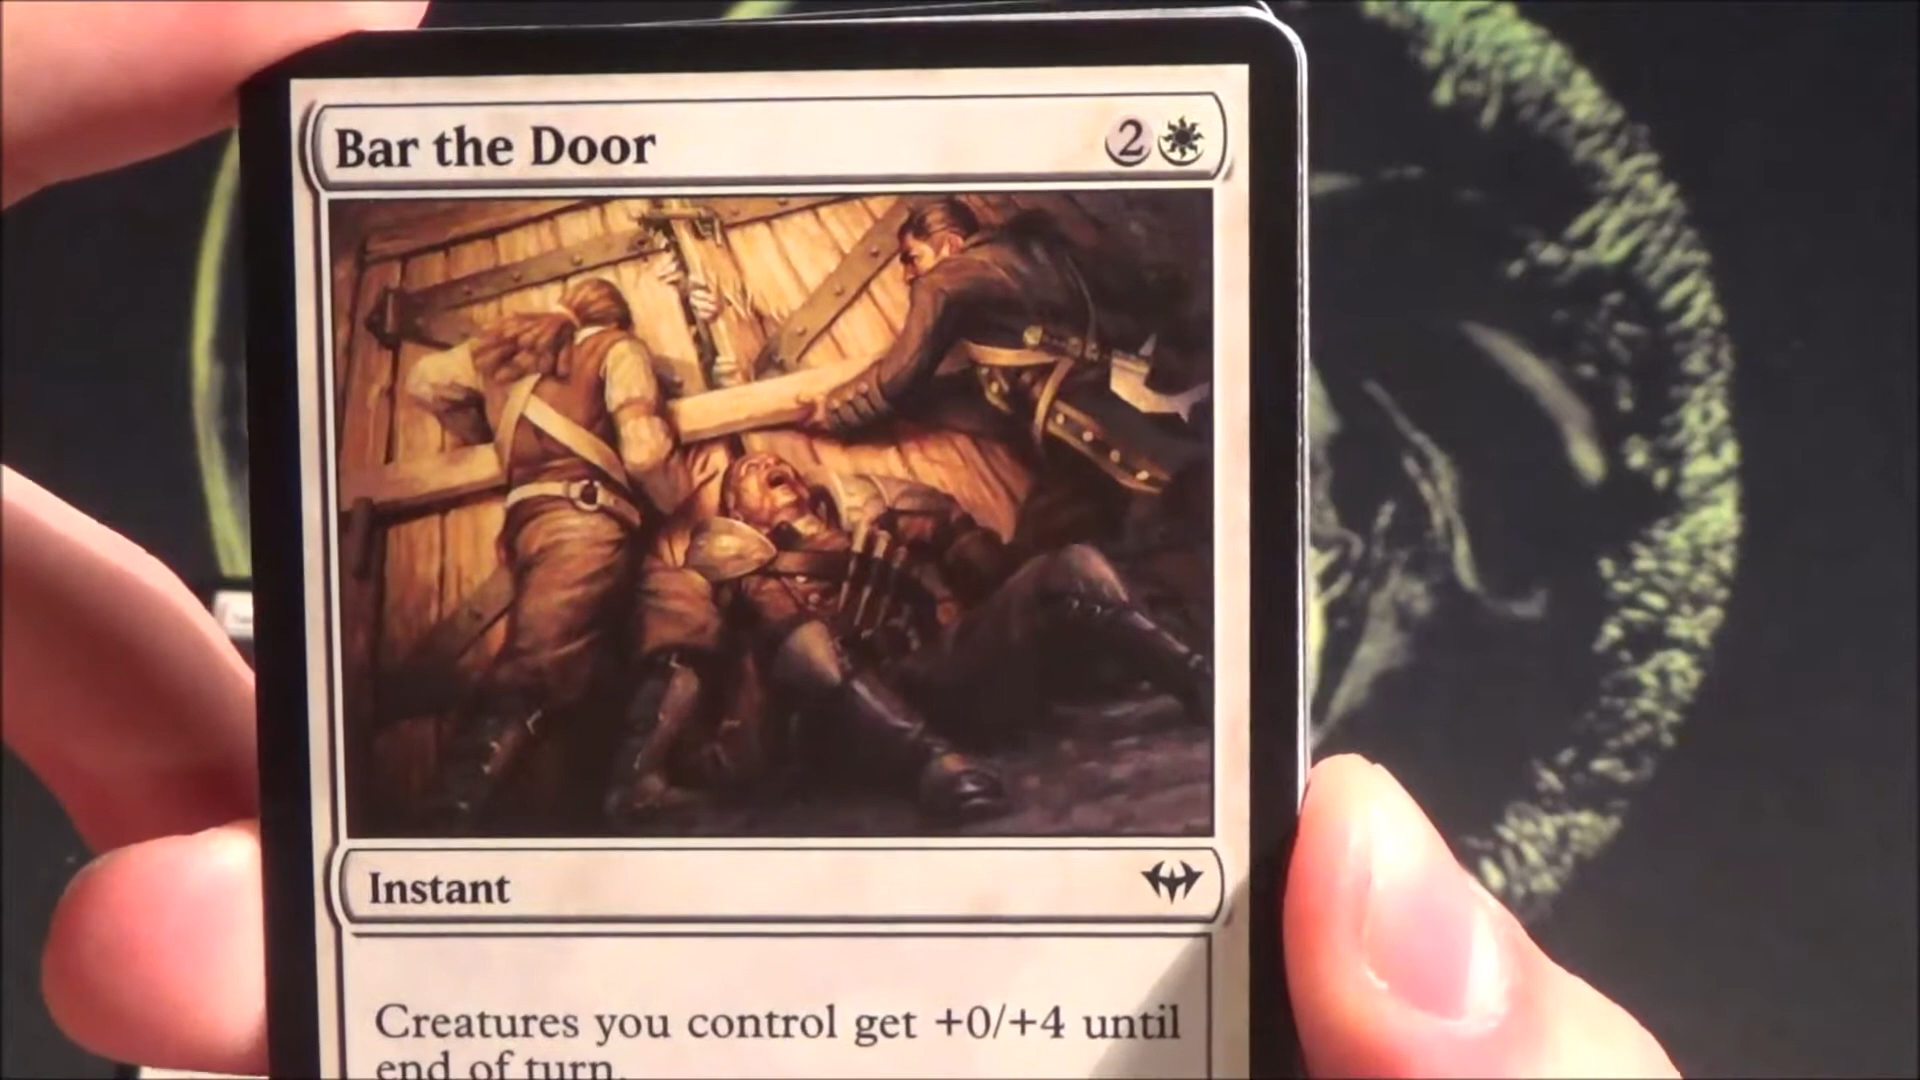 Bar the Door 2
Instant
Creatures you control get +0/+4 until
end of turn.